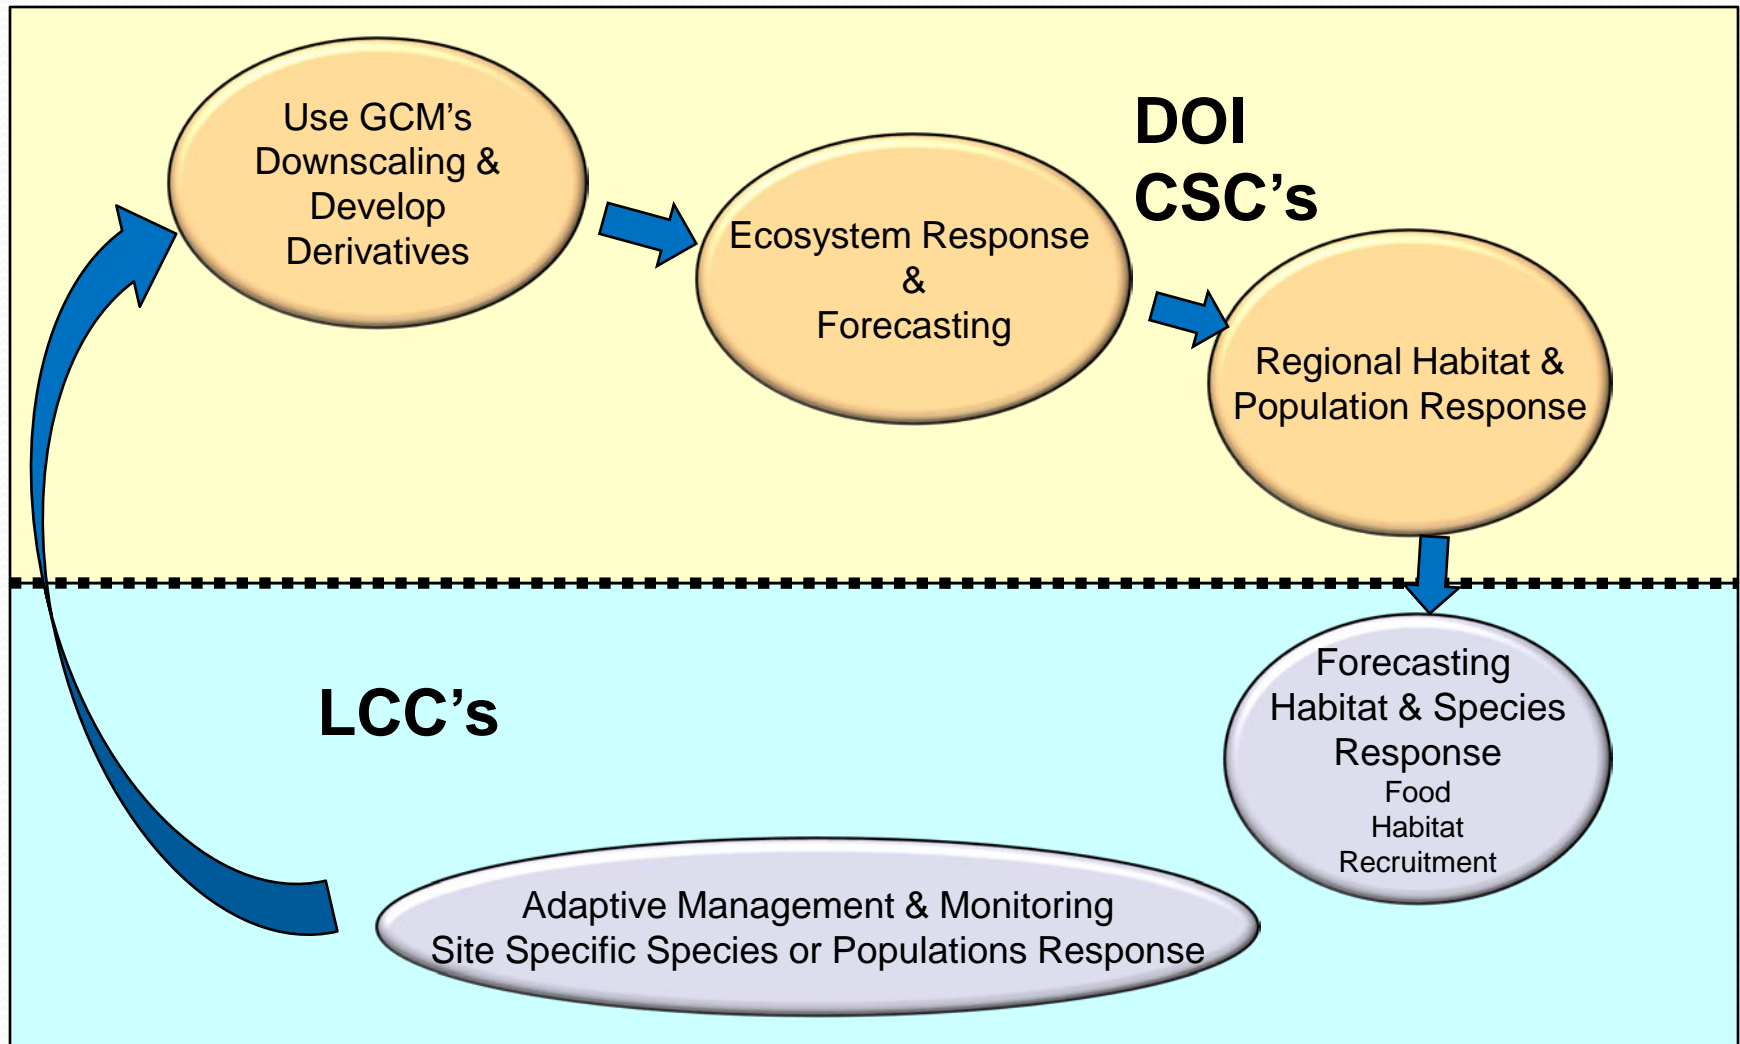 Use GCM's
Downscaling &
Develop
Derivatives
Ecosystem Response
&
Forecasting
DOI
CSC's
Regional Habitat &
Population Response
LCC's
Forecasting
Habitat & Species
Response
Food
Habitat
Recruitment
Adaptive Management & Monitoring
Site Specific Species or Populations Response